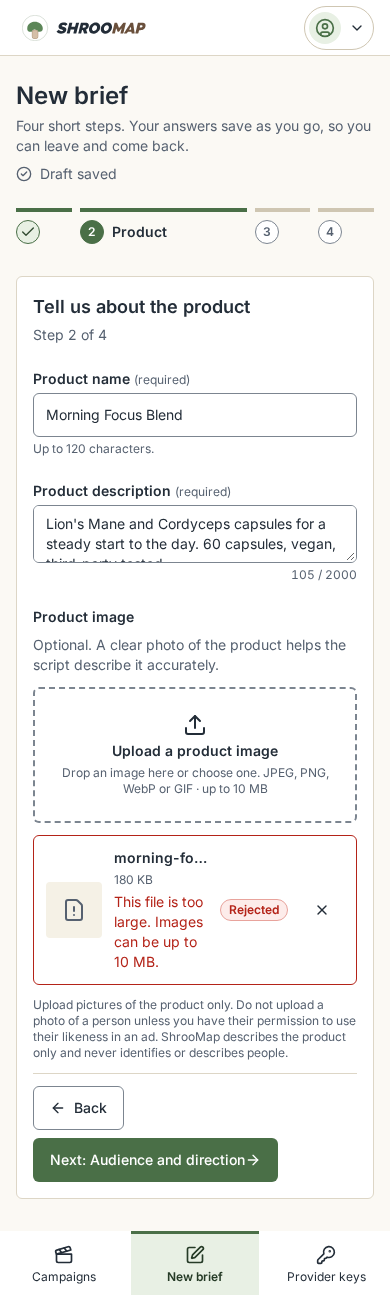 SHROOMAP
New brief
Four short steps. Your answers save as you go, so you
can leave and come back.
Draft saved
2 Product 3 4
Tell us about the product
Step 2 of 4
Product name (required)
Morning Focus Blend
Up to 120 characters.
Product description (required)
Lion's Mane and Cordyceps capsules for a
steady start to the day. 60 capsules, vegan,
third-party tested
105 / 2000
Product image
Optional. A clear photo of the product helps the
script describe it accurately.
Upload a product image
Drop an image here or choose one. JPEG, PNG,
WebP or GIF · up to 10 MB
morning-fo...
180 KB
This file is too
large. Images
can be up to
10 MB.
Rejected
Upload pictures of the product only. Do not upload a
photo of a person unless you have their permission to use
their likeness in an ad. ShrooMap describes the product
only and never identifies or describes people.
Back
Next: Audience and direction
Campaigns New brief Provider keys